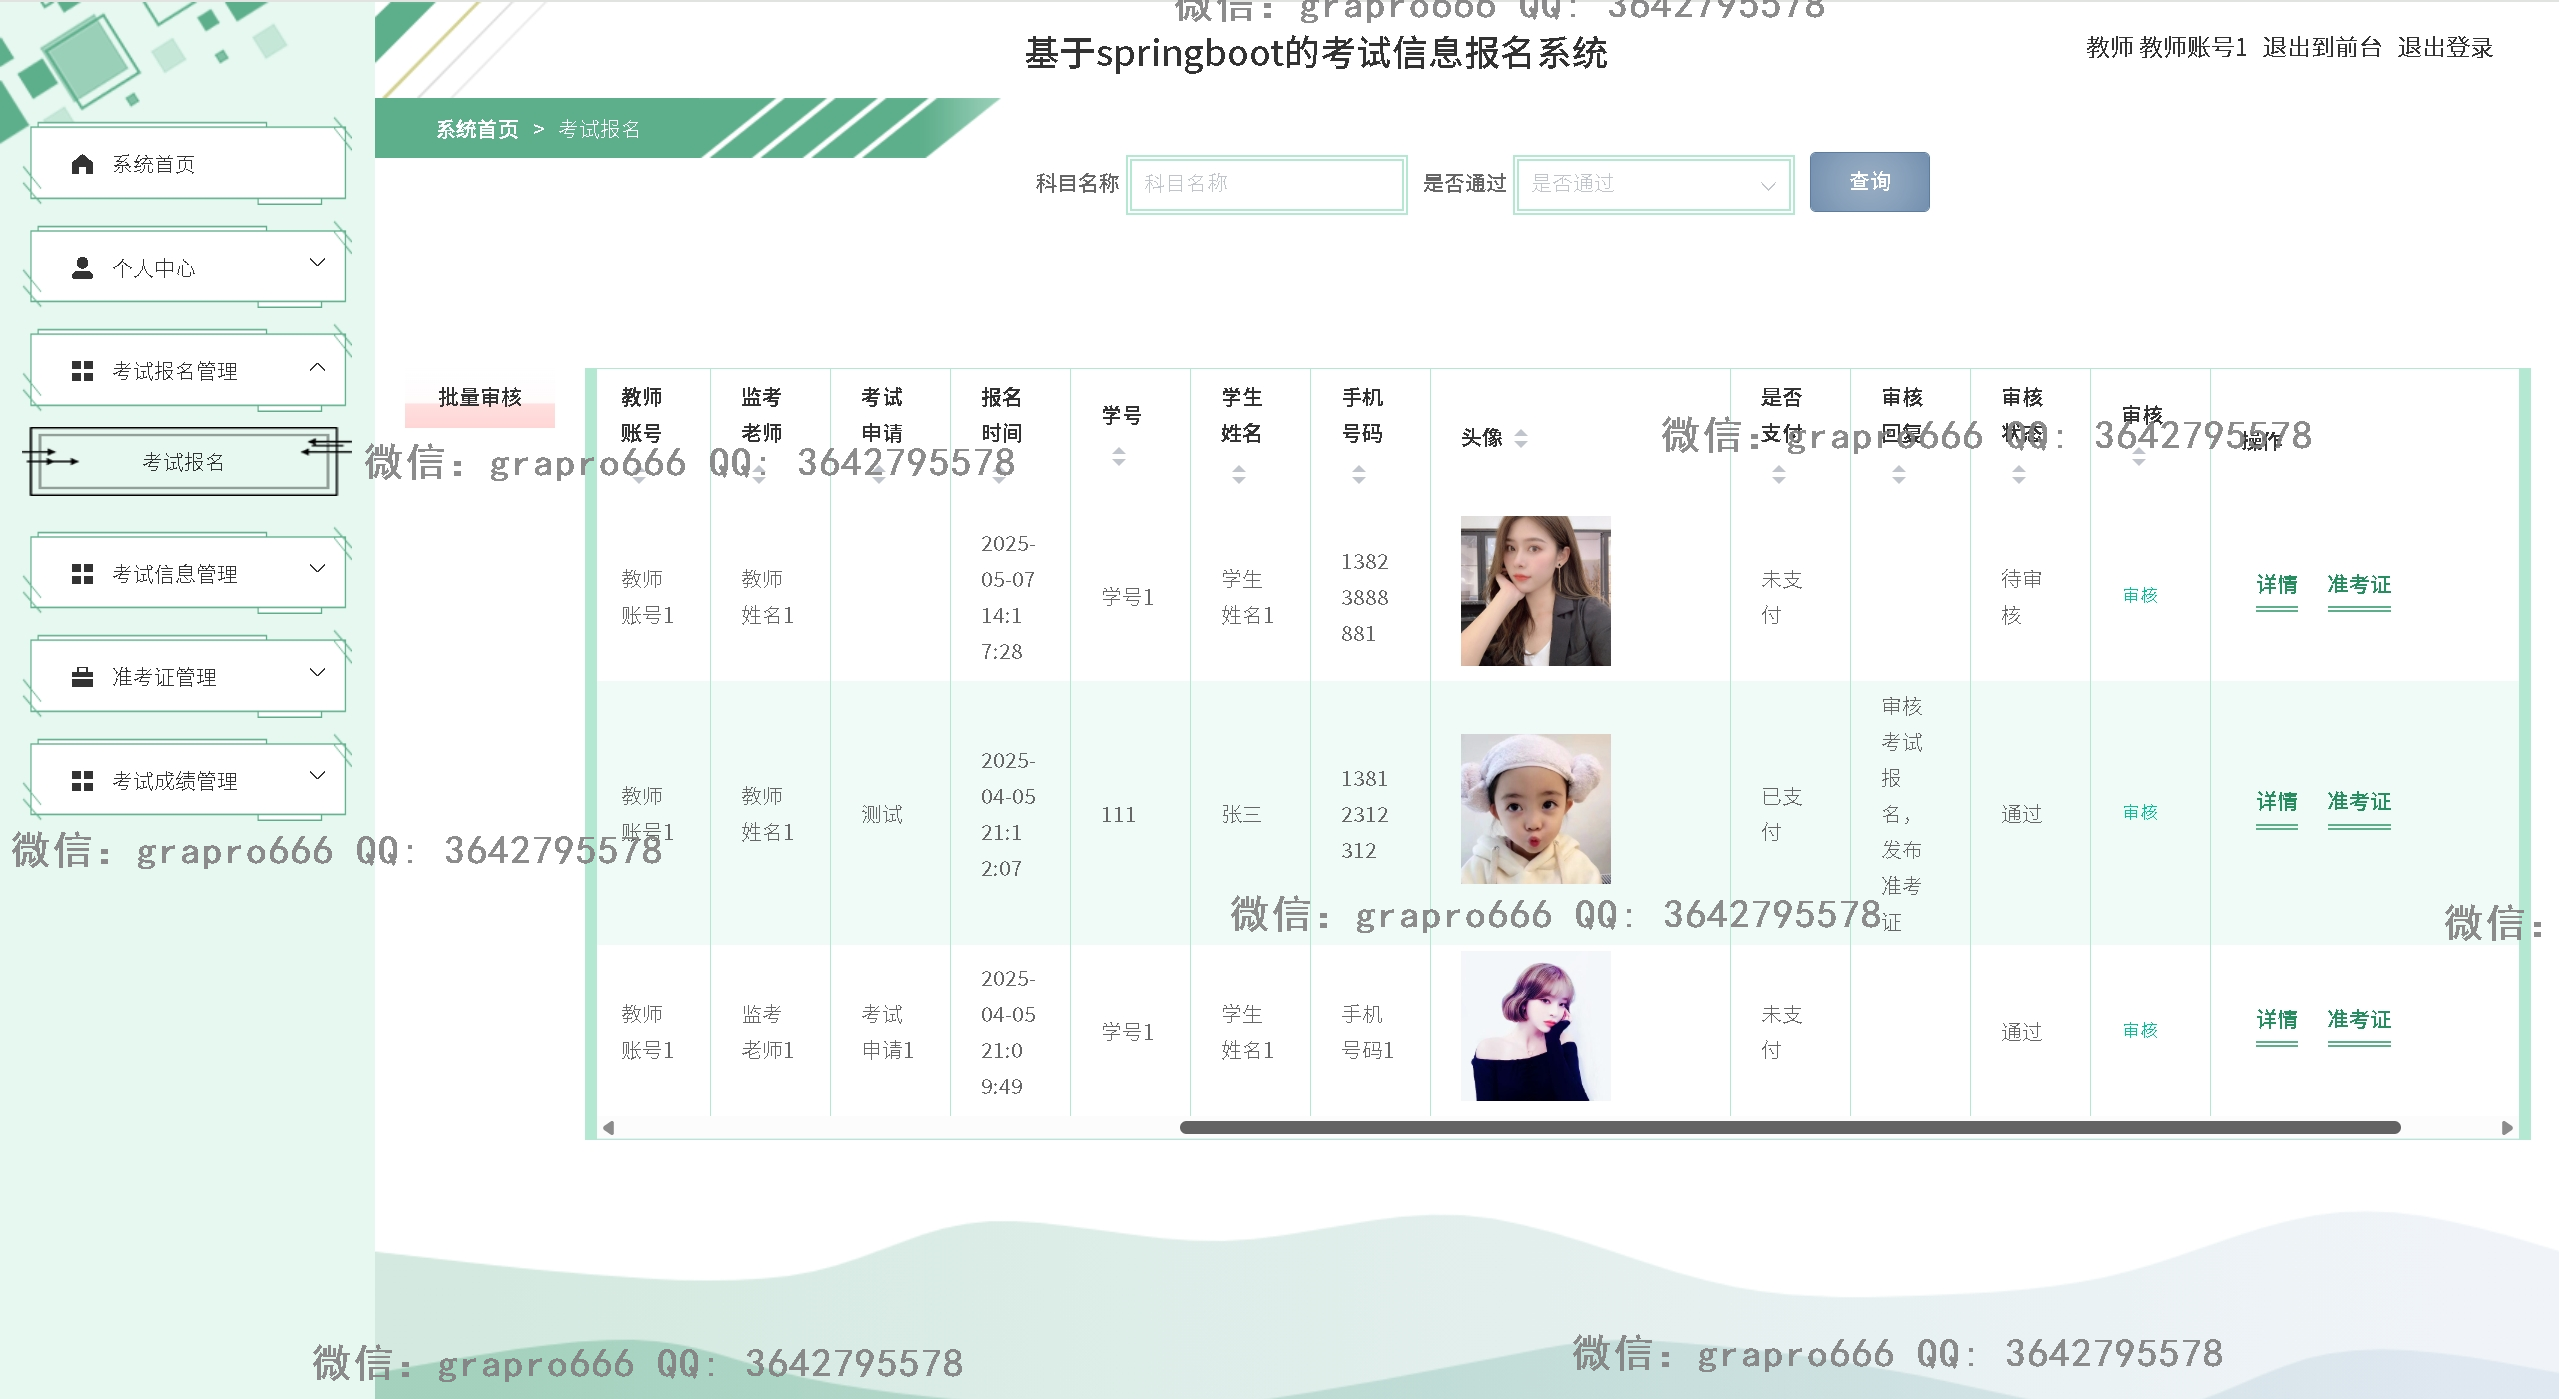 微信: grapro666 QQ: 3642795578
基于springboot的考试信息报名系统
教师 教师账号1 退出到前台 退出登录
系统首页 > 考试报名
系统首页
个人中心
考试报名管理
考试报名
考试信息管理
准考证管理
考试成绩管理
科目名称 科目名称 是否通过 是否通过 查询
批量审核
教师账号 监考老师 考试申请 报名时间 学号 学生姓名 手机号码 头像 是否支付 审核回复 审核状态 审核 操作
微信: grapro666 QQ: 3642795578
微信: grapro666 QQ: 3642795578
教师账号1 教师姓名1 2025-05-07 14:17:28 学号1 学生姓名1 13823888881 未支付 待审核 审核 详情 准考证
教师账号1 教师姓名1 测试 2025-04-05 21:12:07 111 张三 13812312312 已支付 审核考试报名，发布准考证 通过 审核 详情 准考证
微信: grapro666 QQ: 3642795578
微信: grapro666 QQ: 3642795578
微信:
教师账号1 监考老师1 考试申请1 2025-04-05 21:09:49 学号1 学生姓名1 手机号码1 未支付 通过 审核 详情 准考证
微信: grapro666 QQ: 3642795578
微信: grapro666 QQ: 3642795578